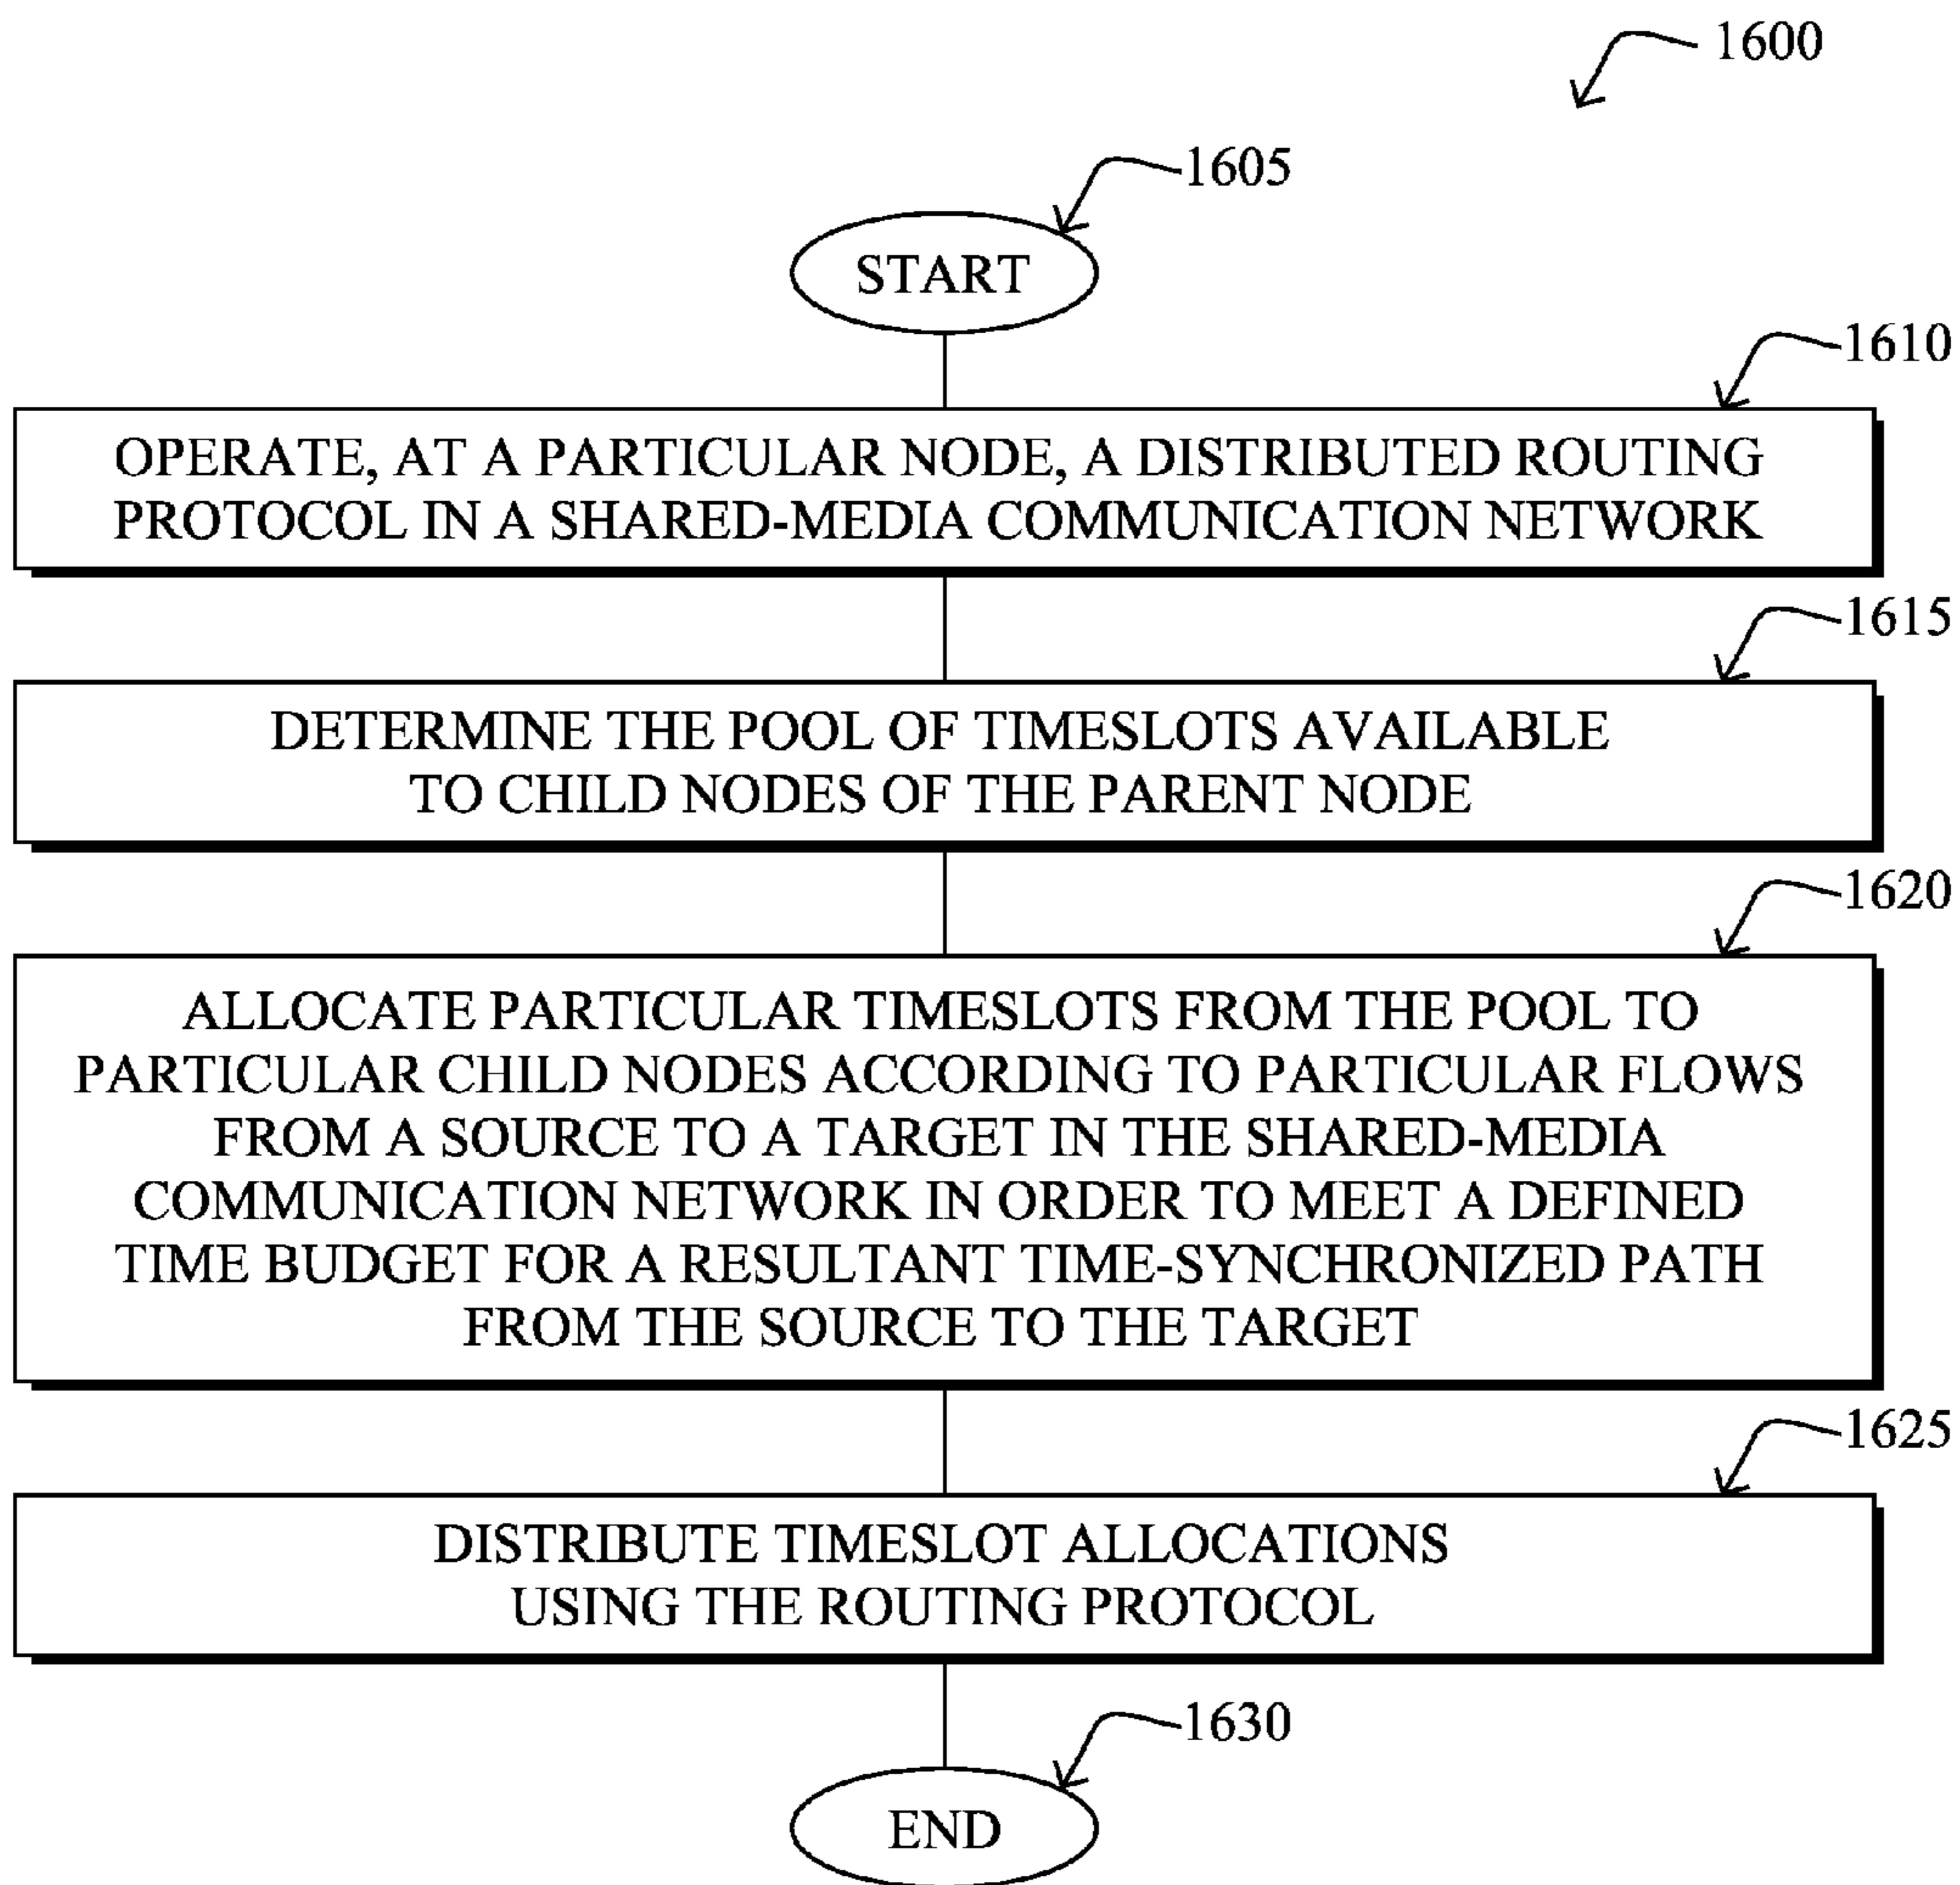 1600
1605
START
1610
OPERATE, AT A PARTICULAR NODE, A DISTRIBUTED ROUTING
PROTOCOL IN A SHARED-MEDIA COMMUNICATION NETWORK
1615
DETERMINE THE POOL OF TIMESLOTS AVAILABLE
TO CHILD NODES OF THE PARENT NODE
1620
ALLOCATE PARTICULAR TIMESLOTS FROM THE POOL TO
PARTICULAR CHILD NODES ACCORDING TO PARTICULAR FLOWS
FROM A SOURCE TO A TARGET IN THE SHARED-MEDIA
COMMUNICATION NETWORK IN ORDER TO MEET A DEFINED
TIME BUDGET FOR A RESULTANT TIME-SYNCHRONIZED PATH
FROM THE SOURCE TO THE TARGET
1625
DISTRIBUTE TIMESLOT ALLOCATIONS
USING THE ROUTING PROTOCOL
1630
END